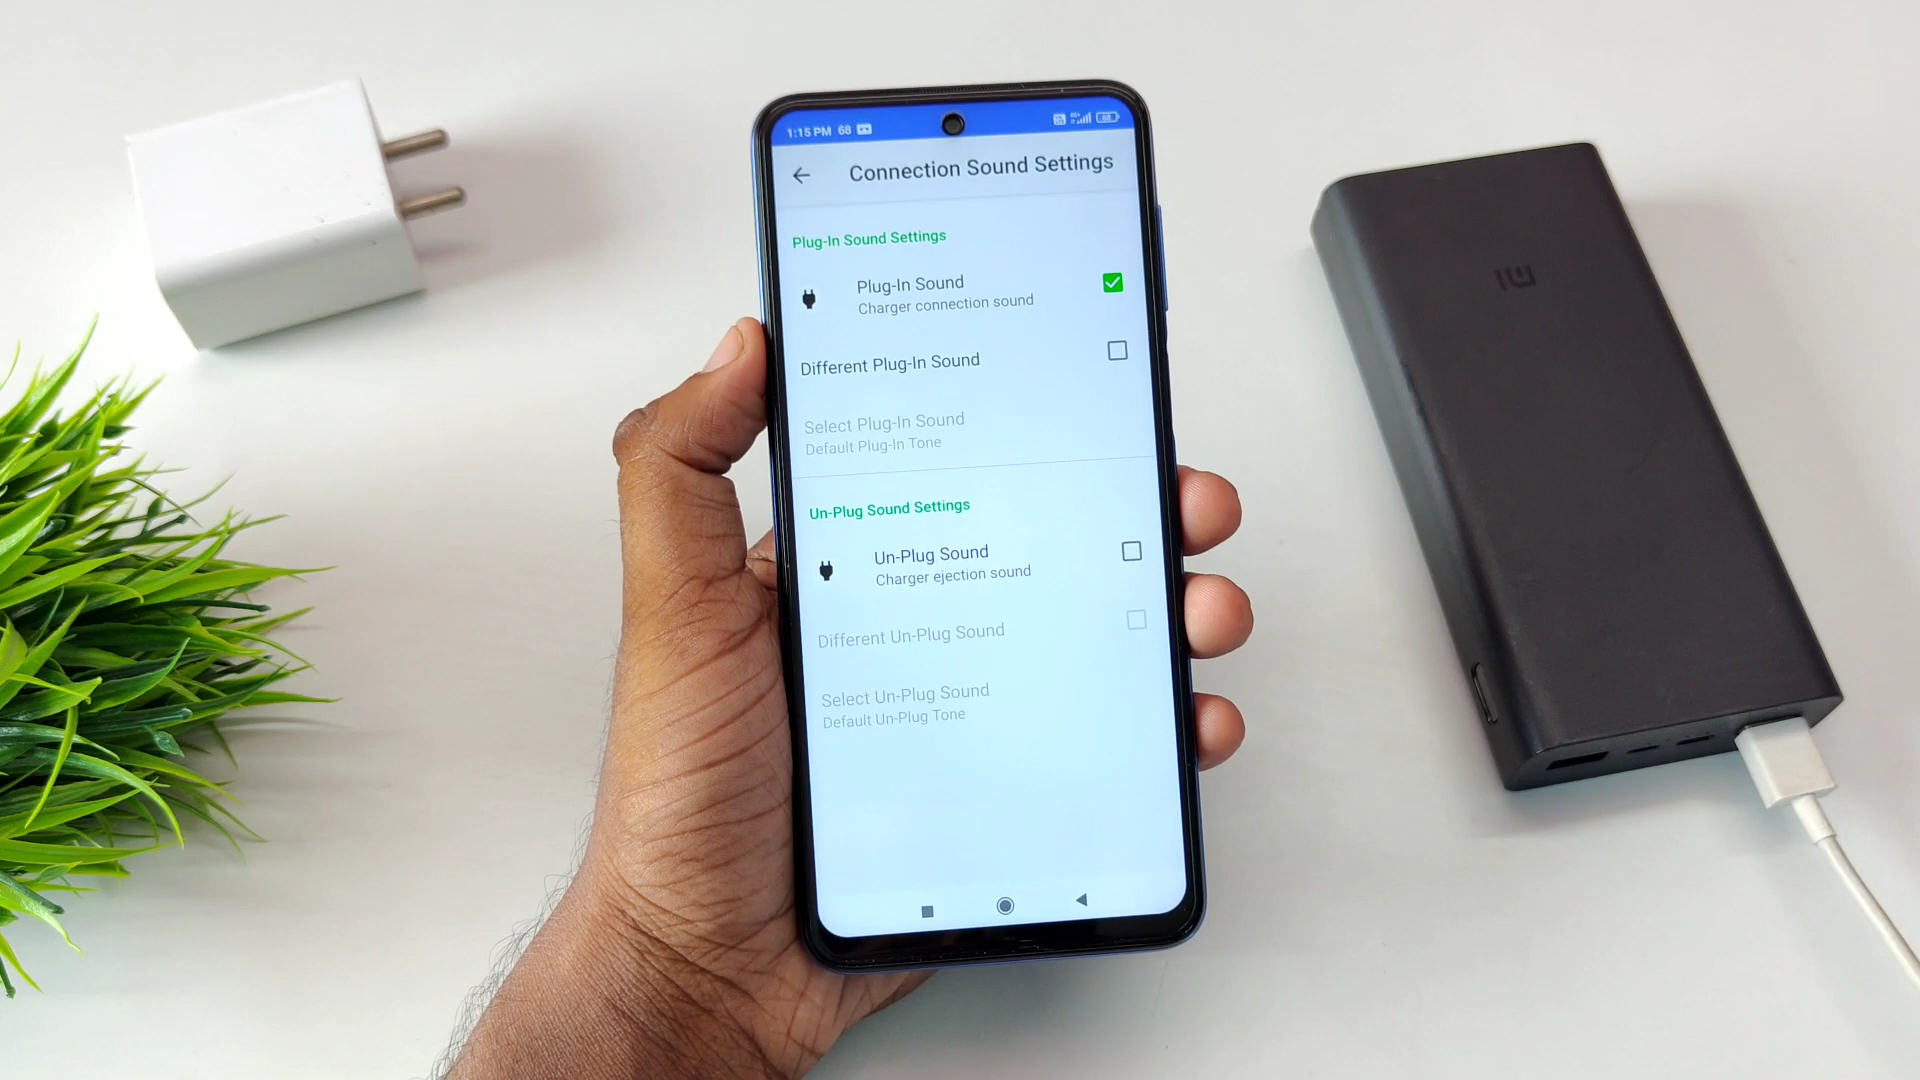 1:15 PM 68
68
Connection Sound Settings
Plug-In Sound Settings
Plug-In Sound
Charger connection sound
Different Plug-In Sound
Select Plug-In Sound
Default Plug-In Tone
Un-Plug Sound Settings
Un-Plug Sound
Charger ejection sound
Different Un-Plug Sound
Select Un-Plug Sound
Default Un-Plug Tone